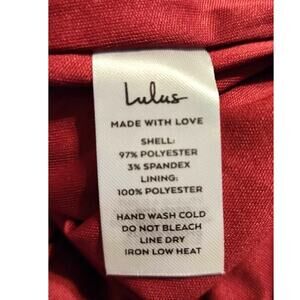 Lulus
MADE WITH LOVE
SHELL:
97% POLYESTER
3% SPANDEX
LINING:
100% POLYESTER
HAND WASH COLD
DO NOT BLEACH
LINE DRY
IRON LOW HEAT